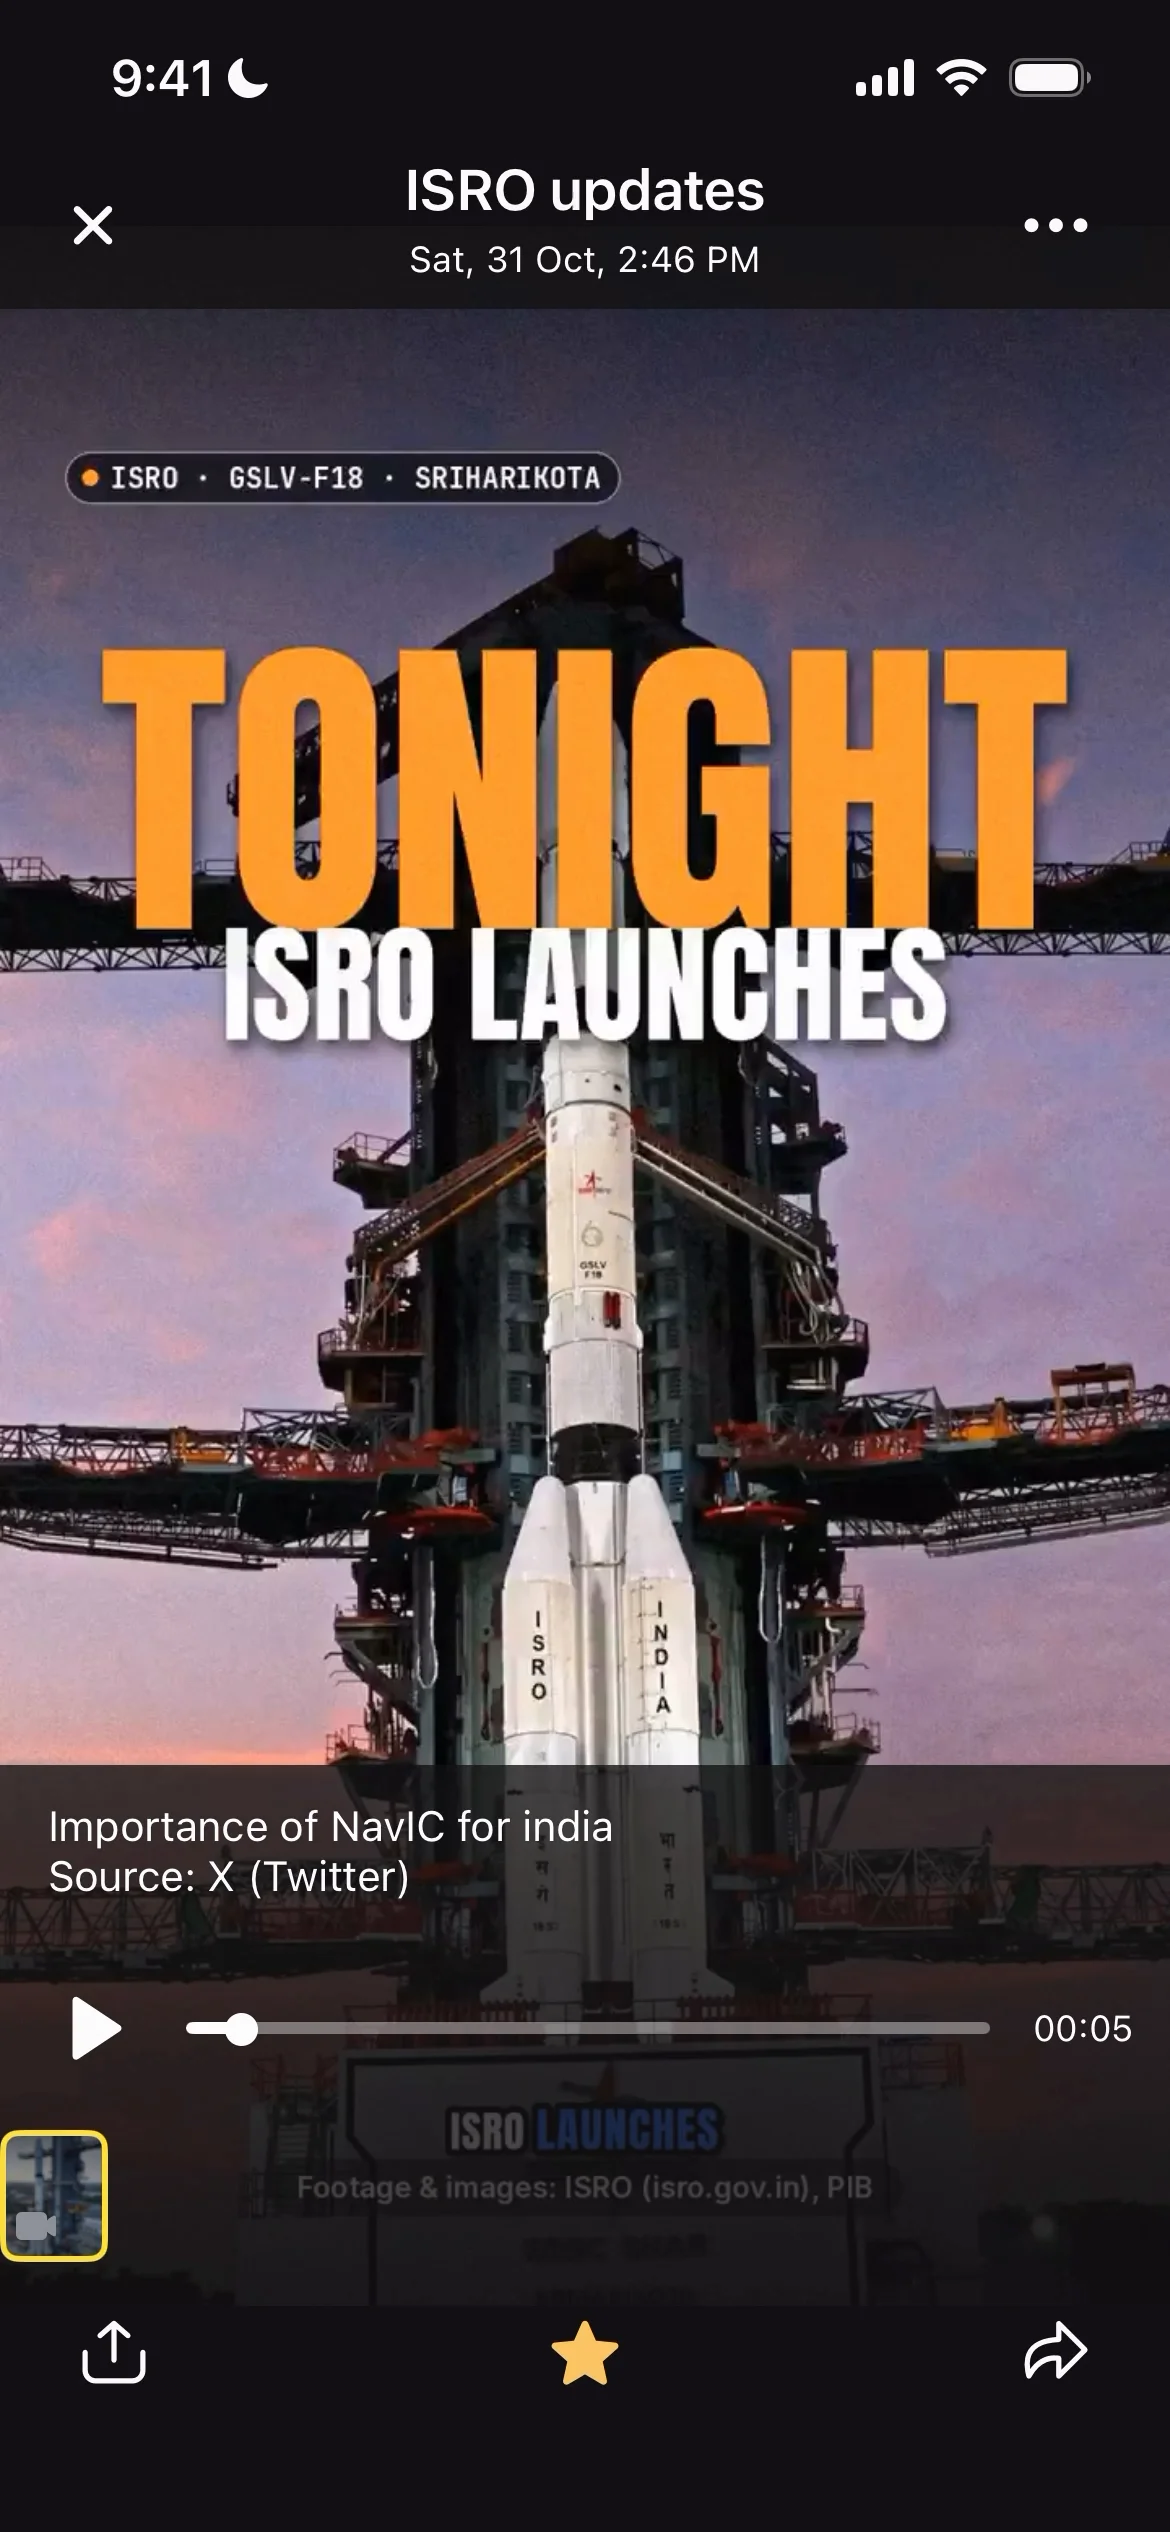 9:41
ISRO updates
Sat, 31 Oct, 2:46 PM
ISRO · GSLV-F18 · SRIHARIKOTA
TONIGHT
ISRO LAUNCHES
GSLV
F18
ISRO
INDIA
भारत
Importance of NavIC for india
Source: X (Twitter)
00:05
ISRO LAUNCHES
Footage & images: ISRO (isro.gov.in), PIB